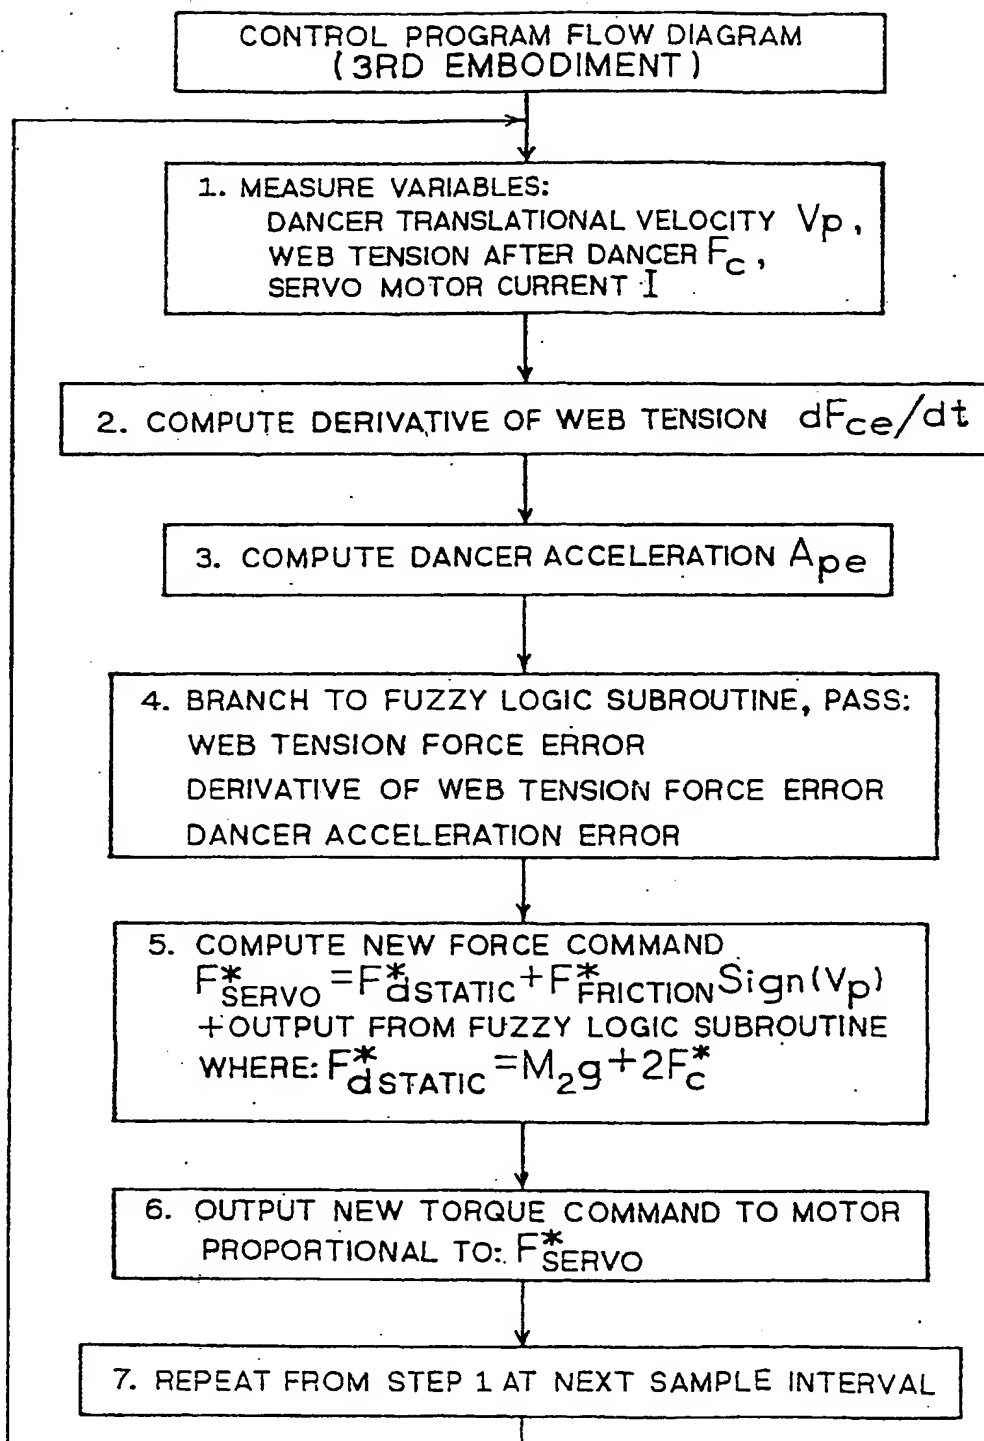 CONTROL PROGRAM FLOW DIAGRAM
(3RD EMBODIMENT)
1. MEASURE VARIABLES:
DANCER TRANSLATIONAL VELOCITY Vp,
WEB TENSION AFTER DANCER Fc,
SERVO MOTOR CURRENT I
2. COMPUTE DERIVATIVE OF WEB TENSION dFce/dt
3. COMPUTE DANCER ACCELERATION Ape
4. BRANCH TO FUZZY LOGIC SUBROUTINE, PASS:
WEB TENSION FORCE ERROR
DERIVATIVE OF WEB TENSION FORCE ERROR
DANCER ACCELERATION ERROR
5. COMPUTE NEW FORCE COMMAND
F*SERVO = F*dSTATIC + F*FRICTION Sign(Vp)
+OUTPUT FROM FUZZY LOGIC SUBROUTINE
WHERE: F*dSTATIC = M2g + 2F*c
6. OUTPUT NEW TORQUE COMMAND TO MOTOR
PROPORTIONAL TO: F*SERVO
7. REPEAT FROM STEP 1 AT NEXT SAMPLE INTERVAL